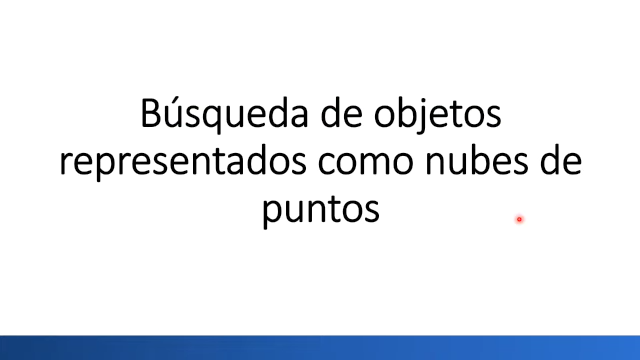 Búsqueda de objetos
representados como nubes de
puntos